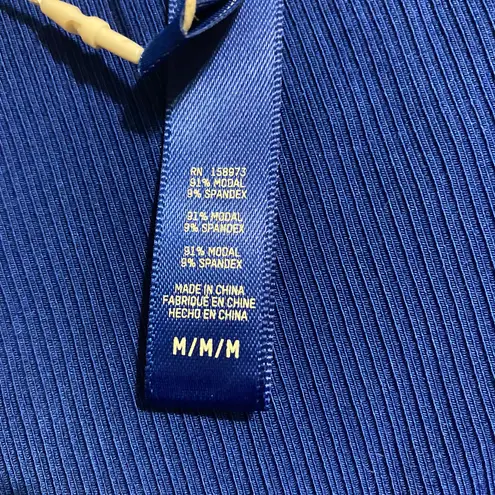 RN 158973
91% MODAL
9% SPANDEX
91% MODAL
9% SPANDEX
91% MODAL
9% SPANDEX
MADE IN CHINA
FABRIQUÉ EN CHINE
HECHO EN CHINA
M/M/M